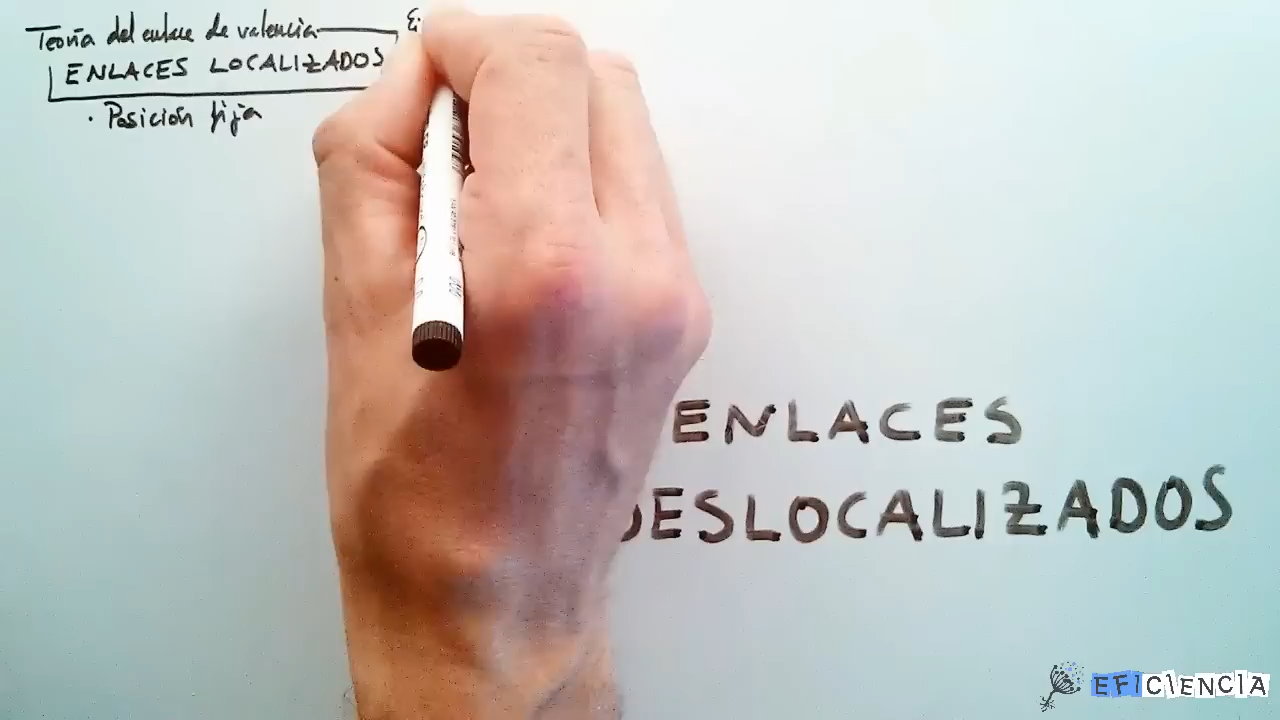 Teoría del enlace de valencia
ENLACES LOCALIZADOS
· Posición fija
ENLACES
DESLOCALIZADOS
EFICIENCIA